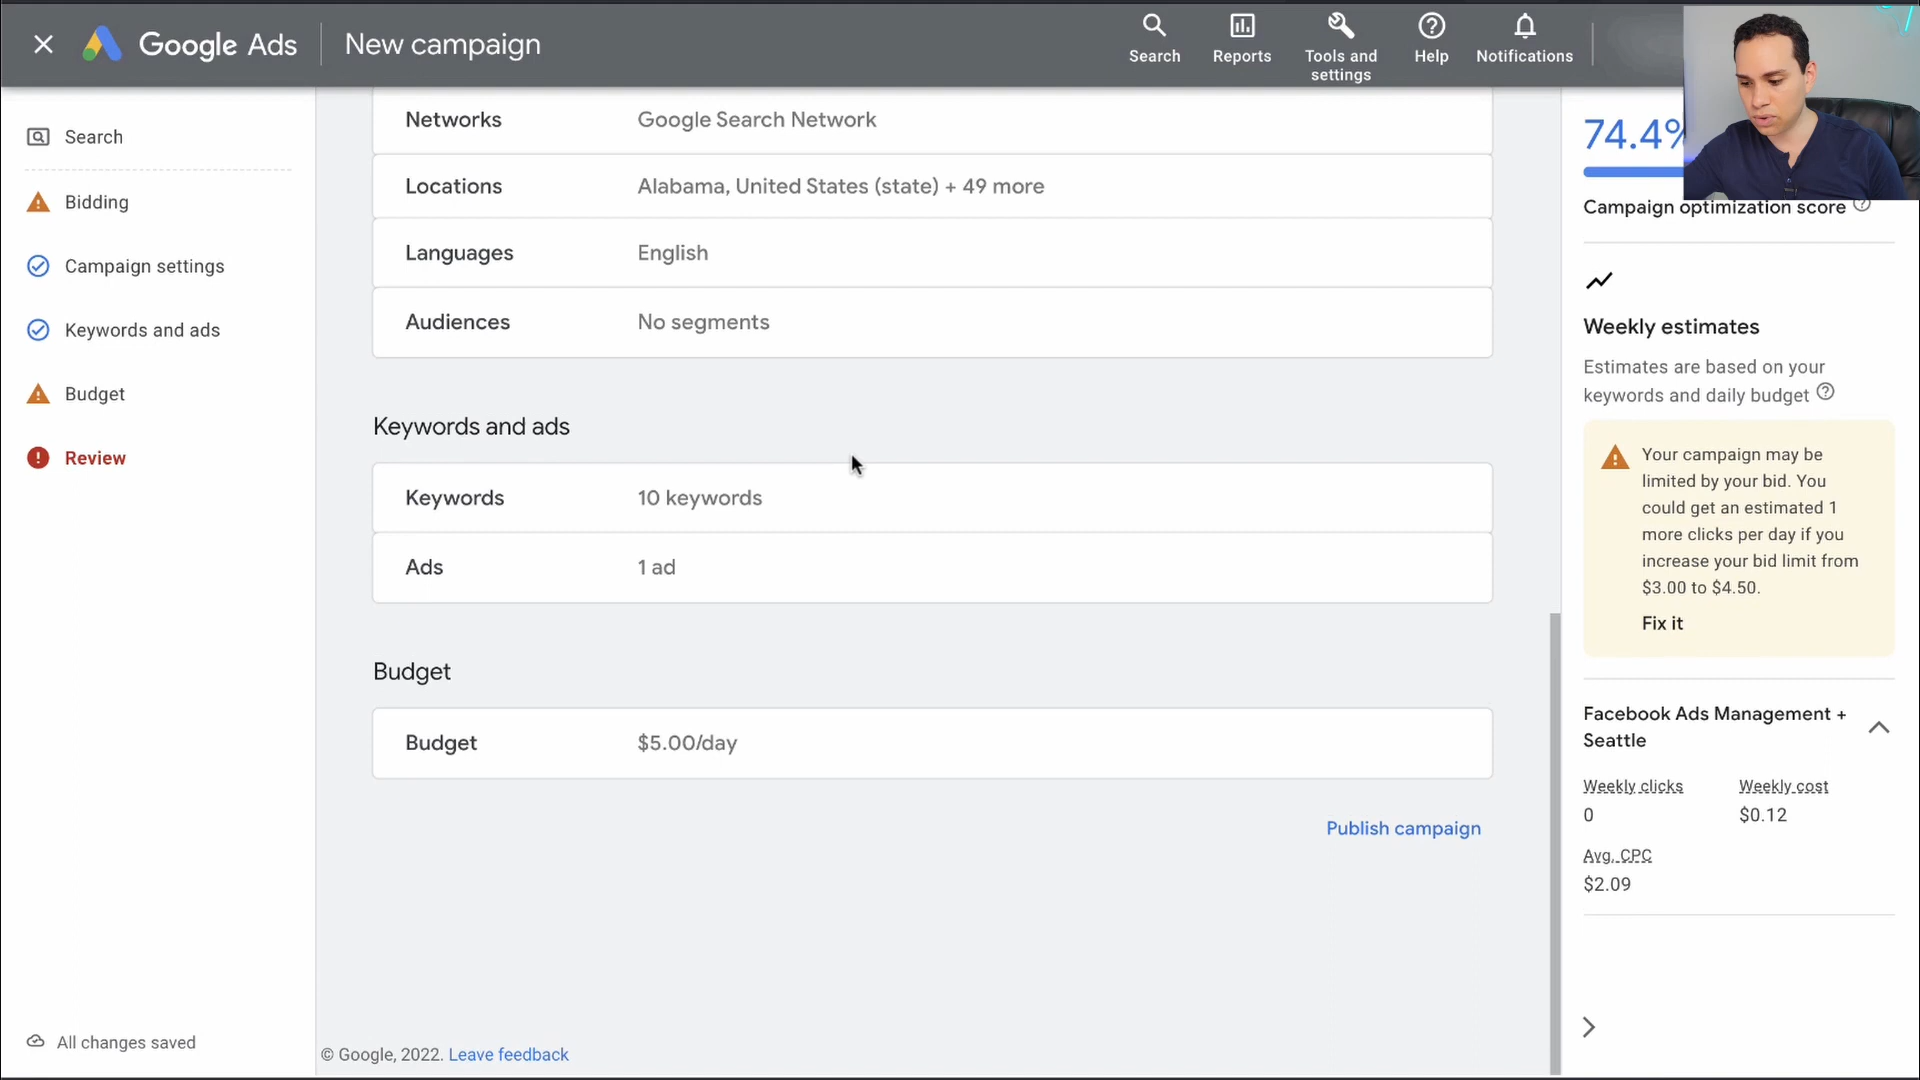 Google Ads
New campaign
Search
Reports
Tools and
settings
Help
Notifications
Search
Bidding
Campaign settings
Keywords and ads
Budget
Review
All changes saved
Networks
Google Search Network
Locations
Alabama, United States (state) + 49 more
Languages
English
Audiences
No segments
Keywords and ads
Keywords
10 keywords
Ads
1 ad
Budget
Budget
$5.00/day
Publish campaign
© Google, 2022. Leave feedback
74.4%
Campaign optimization score
Weekly estimates
Estimates are based on your
keywords and daily budget
Your campaign may be
limited by your bid. You
could get an estimated 1
more clicks per day if you
increase your bid limit from
$3.00 to $4.50.
Fix it
Facebook Ads Management +
Seattle
Weekly clicks
Weekly cost
0
$0.12
Avg. CPC
$2.09